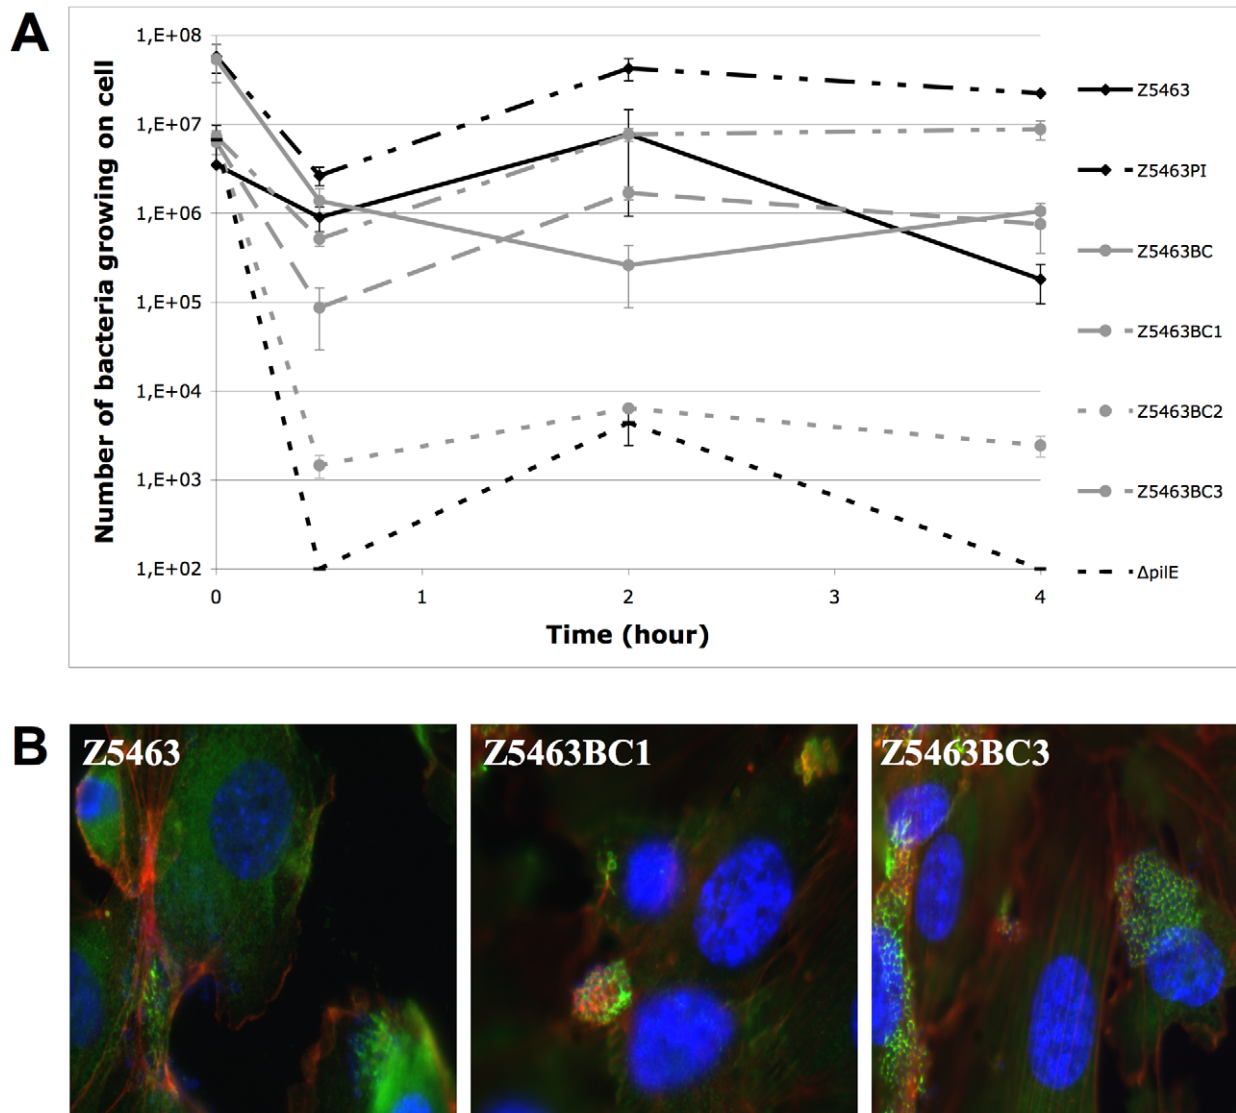 A
Number of bacteria growing on cell
1,E+08
1,E+07
1,E+06
1,E+05
1,E+04
1,E+03
1,E+02
0
1
2
3
4
Time (hour)
Z5463
Z5463PI
Z5463BC
Z5463BC1
Z5463BC2
Z5463BC3
ΔpilE
B
Z5463
Z5463BC1
Z5463BC3